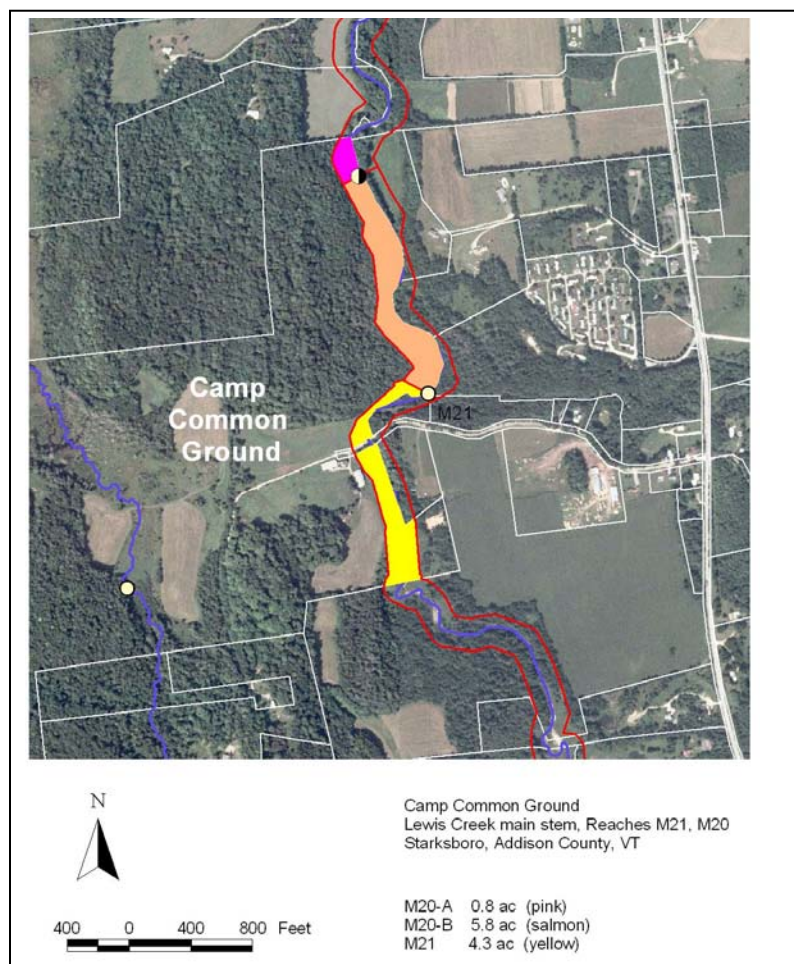 Camp
Common
Ground
M21
N
400 0 400 800 Feet
Camp Common Ground
Lewis Creek main stem, Reaches M21, M20
Starksboro, Addison County, VT
M20-A 0.8 ac (pink)
M20-B 5.8 ac (salmon)
M21 4.3 ac (yellow)